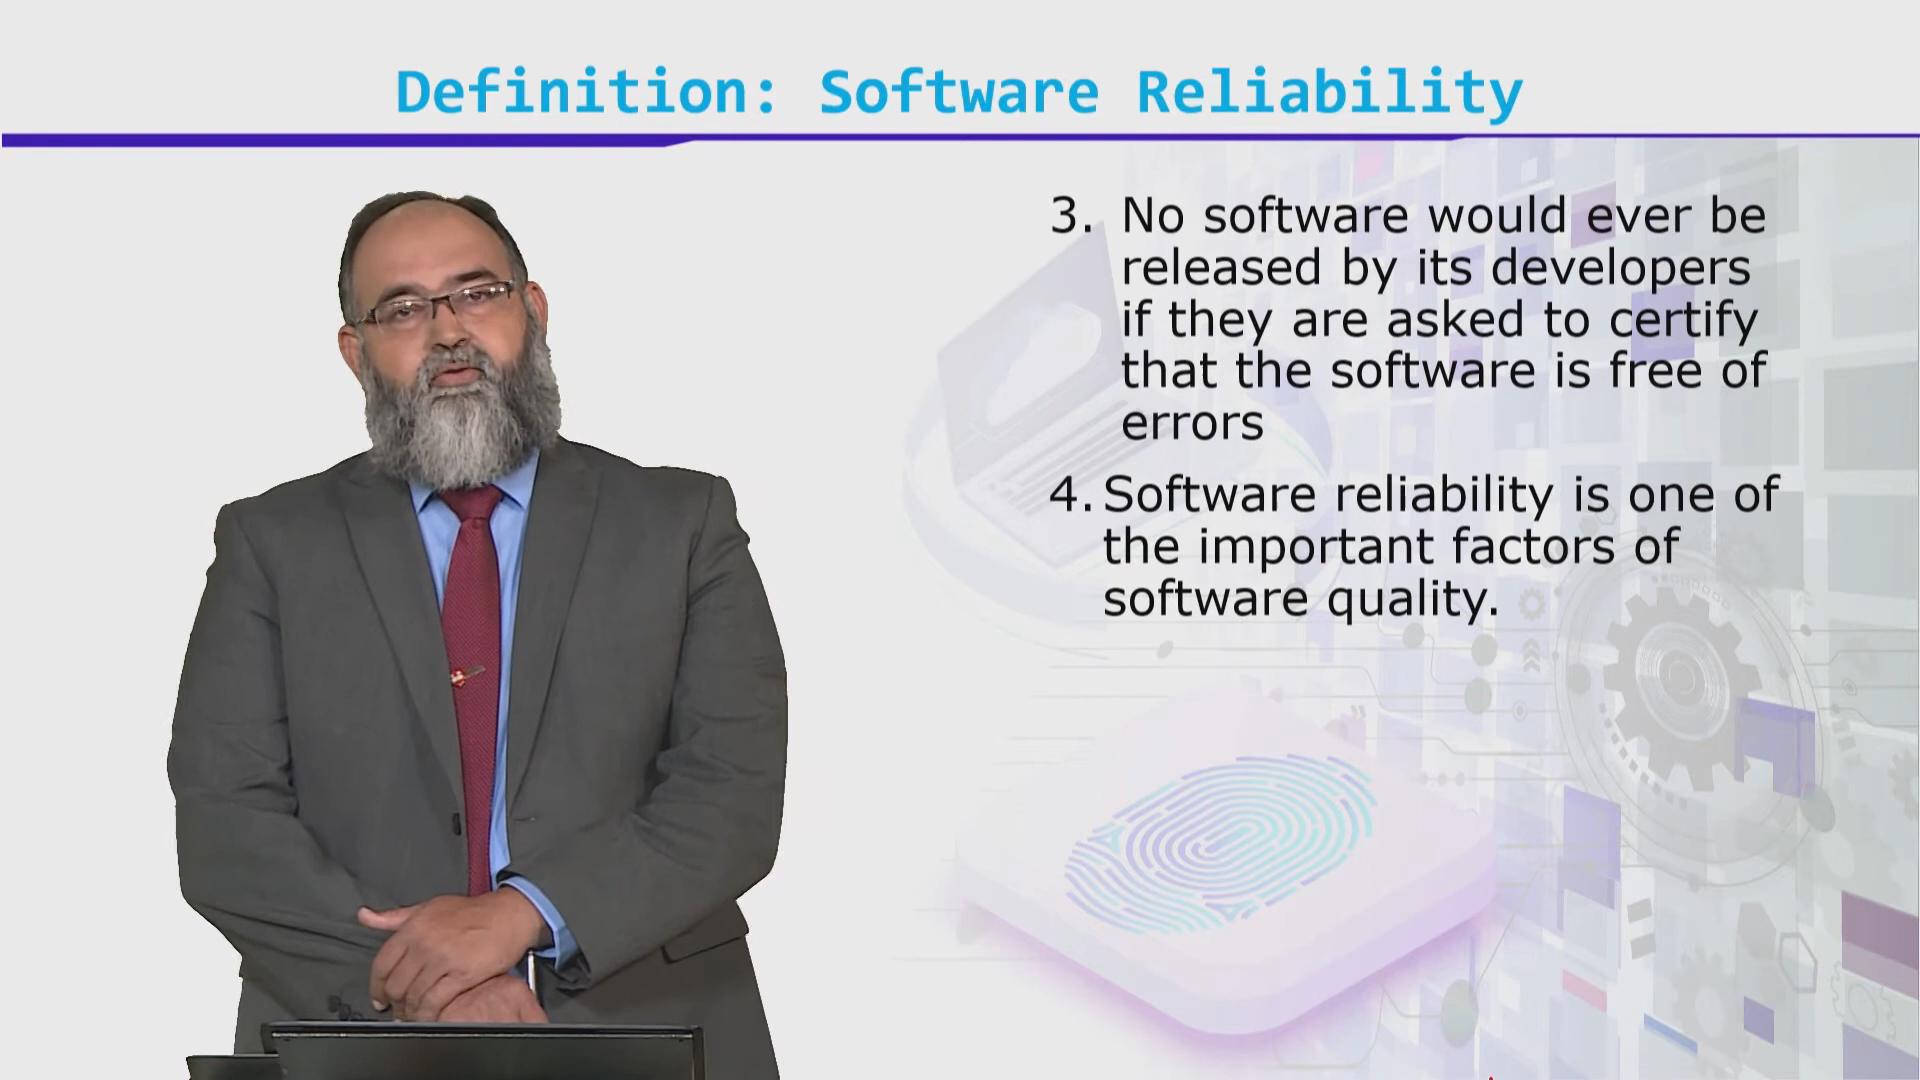 Definition: Software Reliability
3. No software would ever be
released by its developers
if they are asked to certify
that the software is free of
errors
4. Software reliability is one of
the important factors of
software quality.